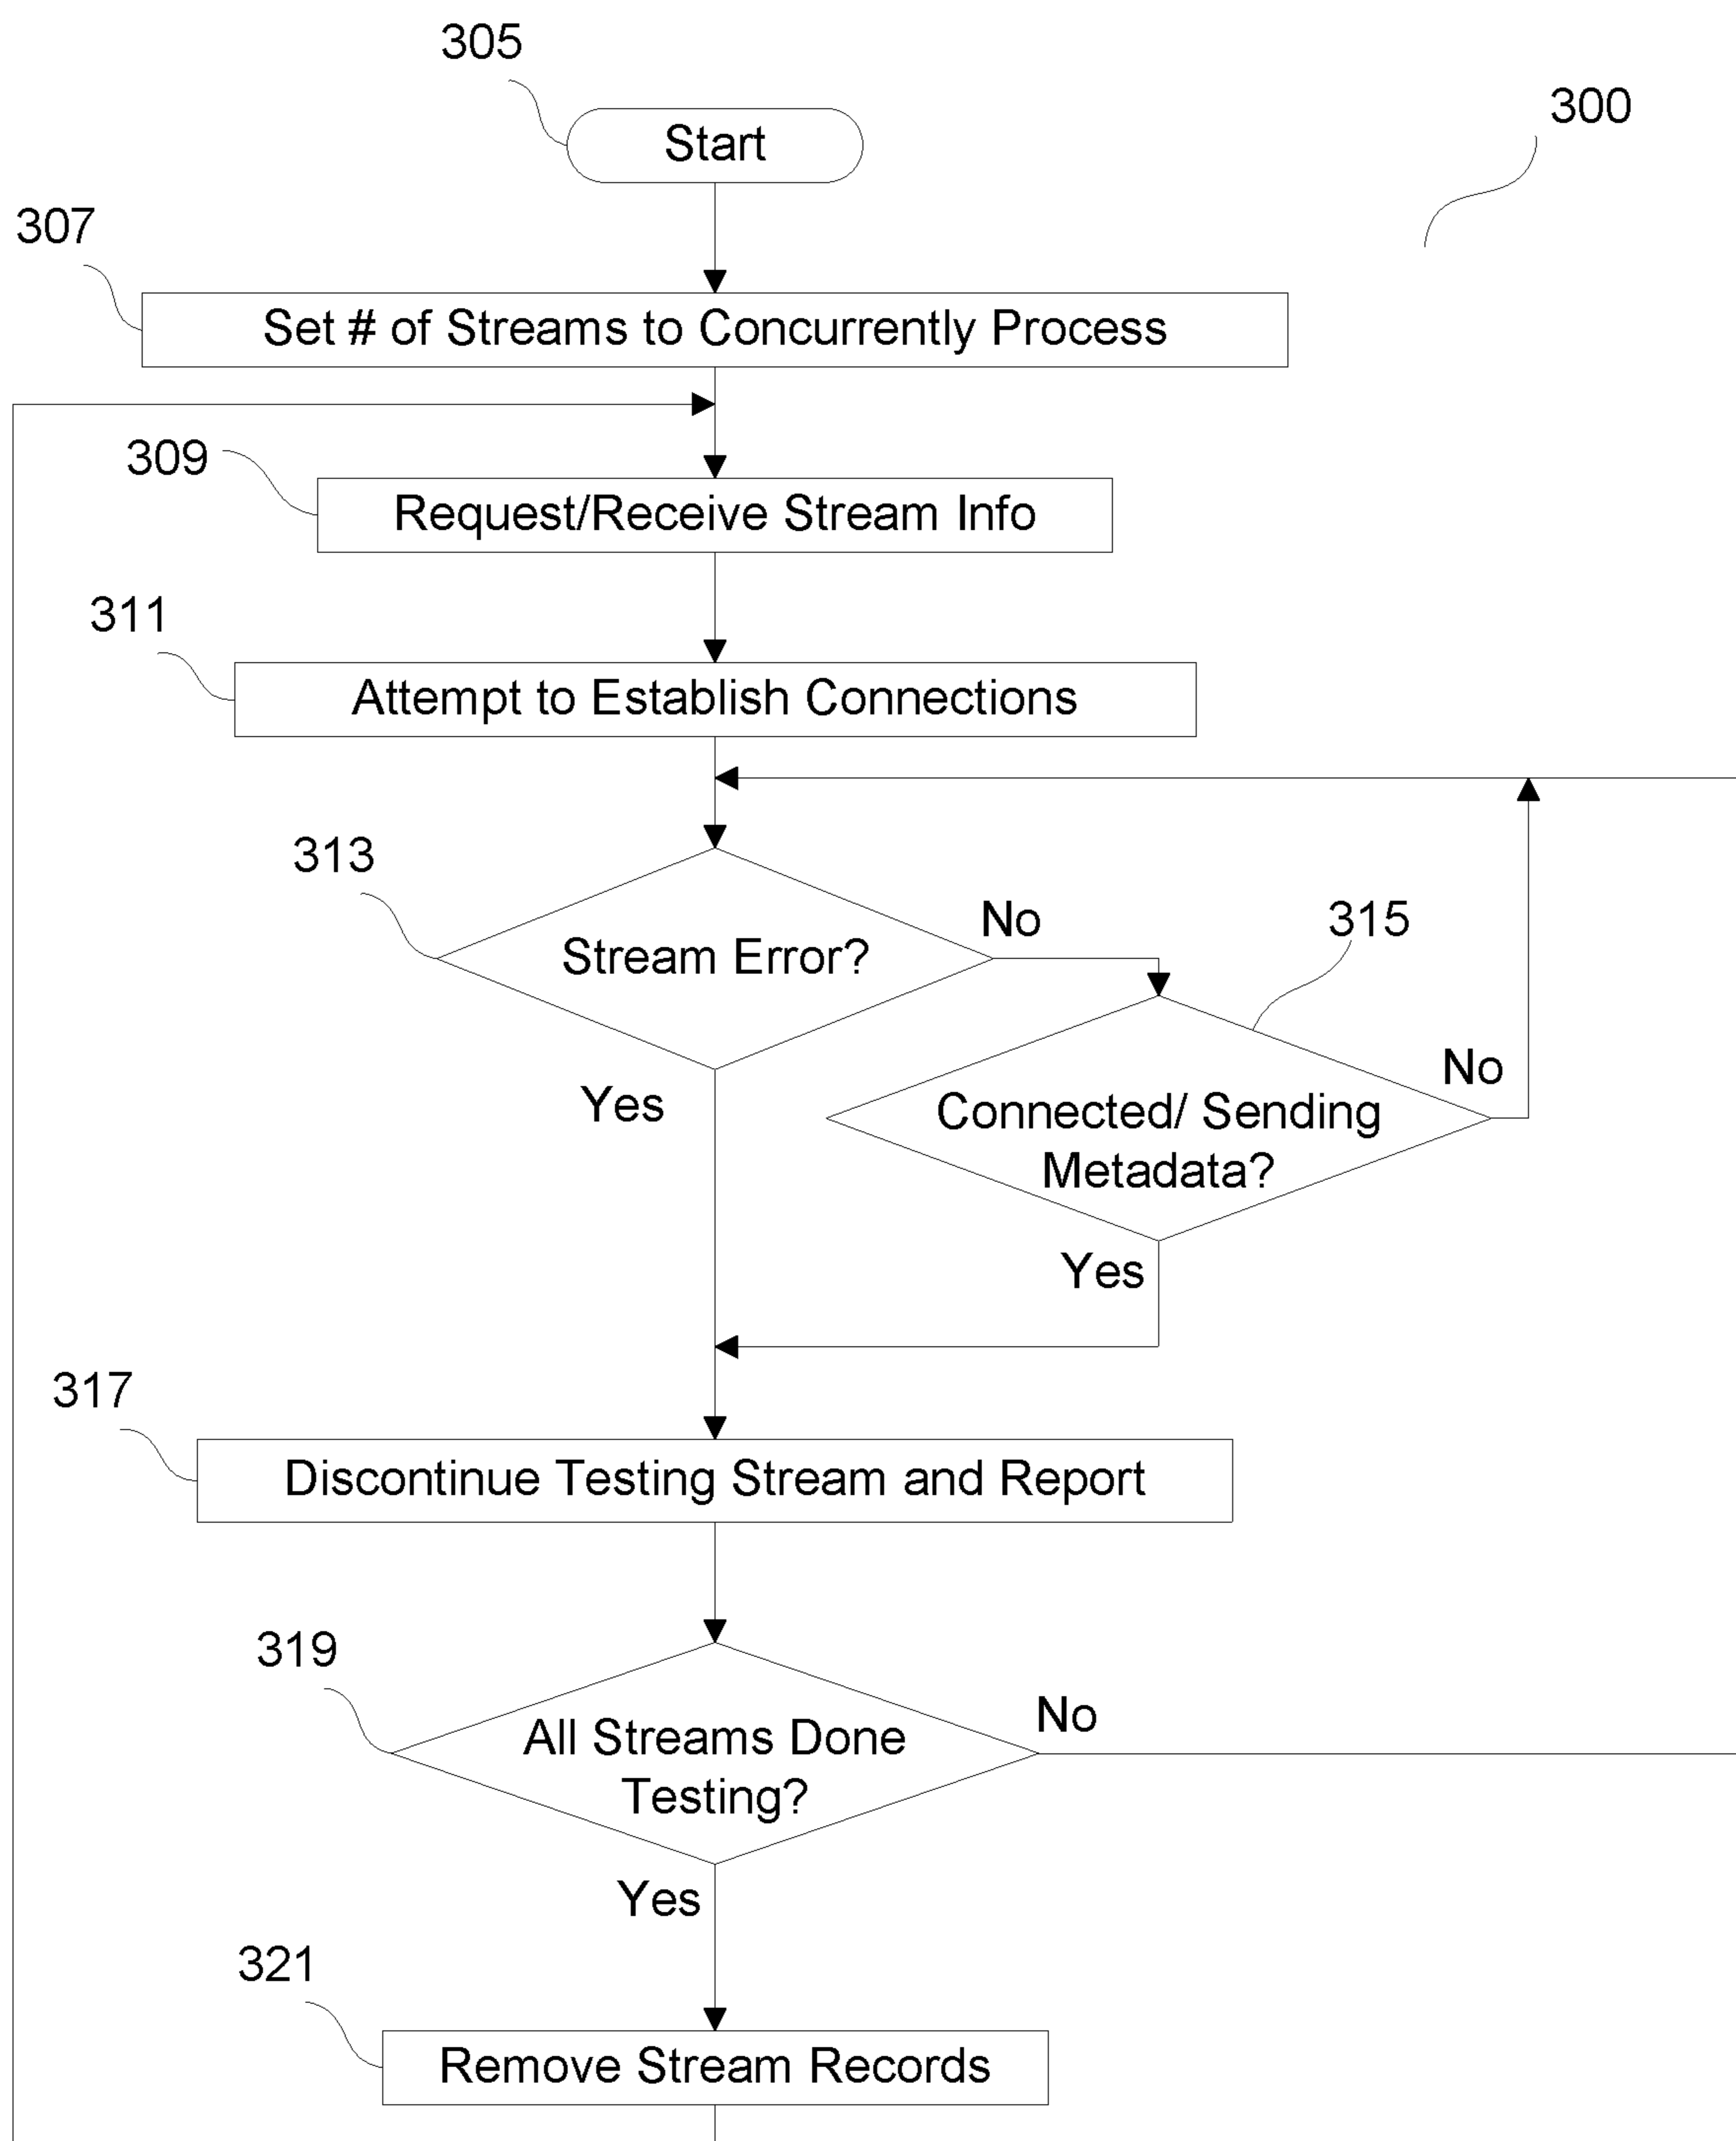 305
Start
300
307
Set # of Streams to Concurrently Process
309
Request/Receive Stream Info
311
Attempt to Establish Connections
313
Stream Error?
No
315
Yes
Connected/ Sending
Metadata?
No
Yes
317
Discontinue Testing Stream and Report
319
All Streams Done
Testing?
No
Yes
321
Remove Stream Records